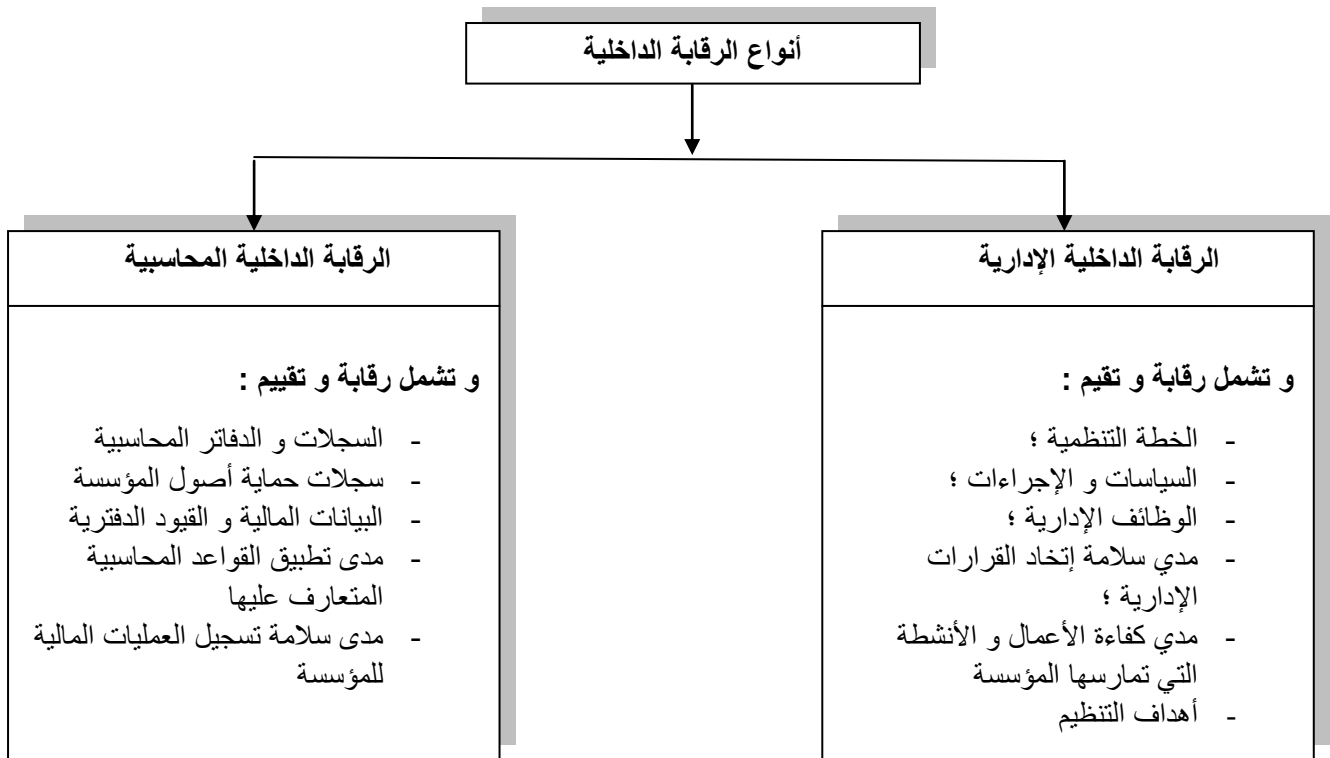 أنواع الرقابة الداخلية
الرقابة الداخلية الإدارية
و تشمل رقابة و تقيم :
- الخطة التنظمية ؛
- السياسات و الإجراءات ؛
- الوظائف الإدارية ؛
- مدي سلامة إتخاد القرارات
الإدارية ؛
- مدي كفاءة الأعمال و الأنشطة
التي تمارسها المؤسسة
- أهداف التنظيم
الرقابة الداخلية المحاسبية
و تشمل رقابة و تقييم :
- السجلات و الدفاتر المحاسبية
- سجلات حماية أصول المؤسسة
- البيانات المالية و القيود الدفترية
- مدى تطبيق القواعد المحاسبية
المتعارف عليها
- مدى سلامة تسجيل العمليات المالية
للمؤسسة